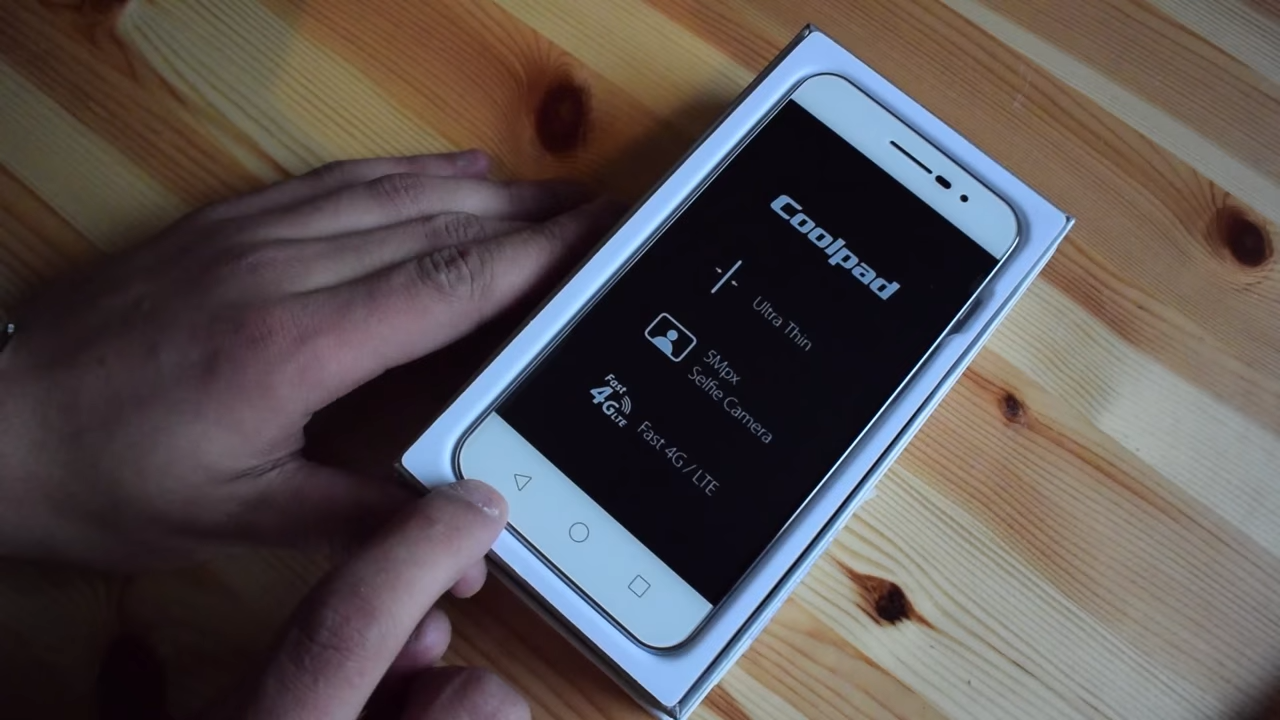 Coolpad
Ultra Thin
5Mpx
Selfie Camera
Fast
4G LTE
Fast 4G / LTE